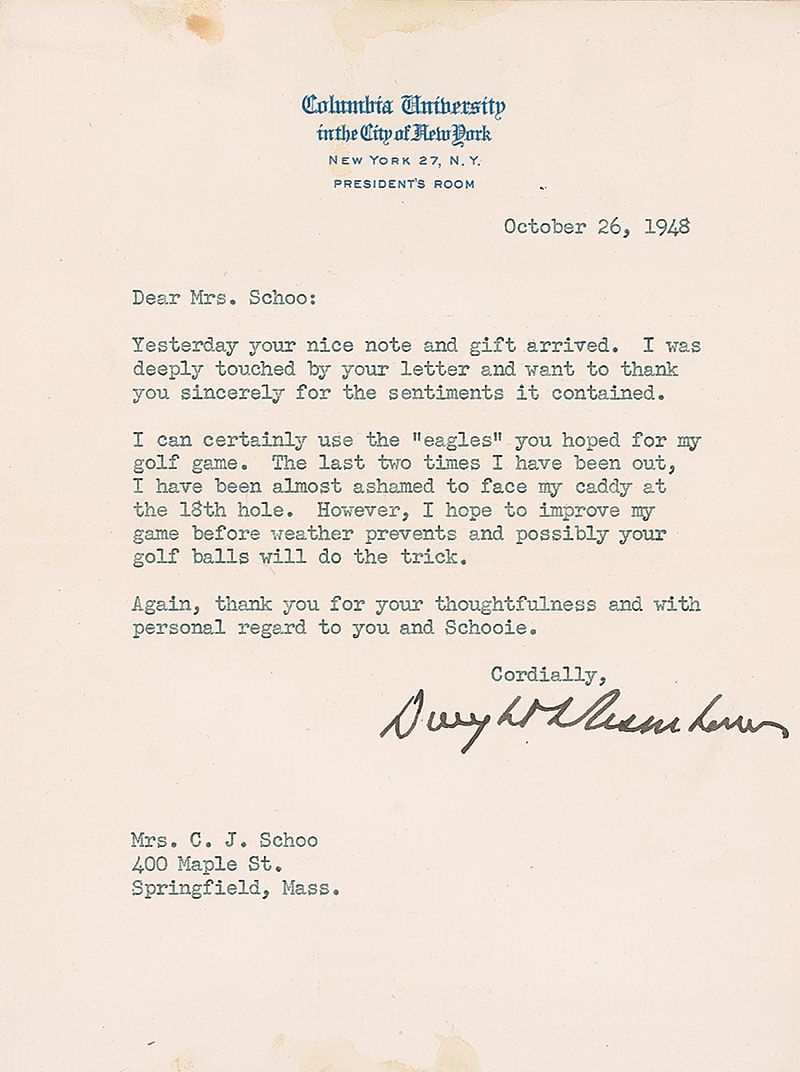 Columbia University
in the City of New York
NEW YORK 27, N. Y.
PRESIDENT'S ROOM
October 26, 1948
Dear Mrs. Schoo:
Yesterday your nice note and gift arrived. I was
deeply touched by your letter and want to thank
you sincerely for the sentiments it contained.
I can certainly use the "eagles" you hoped for my
golf game. The last two times I have been out,
I have been almost ashamed to face my caddy at
the 18th hole. However, I hope to improve my
game before weather prevents and possibly your
golf balls will do the trick.
Again, thank you for your thoughtfulness and with
personal regard to you and Schooie.
Cordially,
Dwight D Eisenhower
Mrs. C. J. Schoo
400 Maple St.
Springfield, Mass.